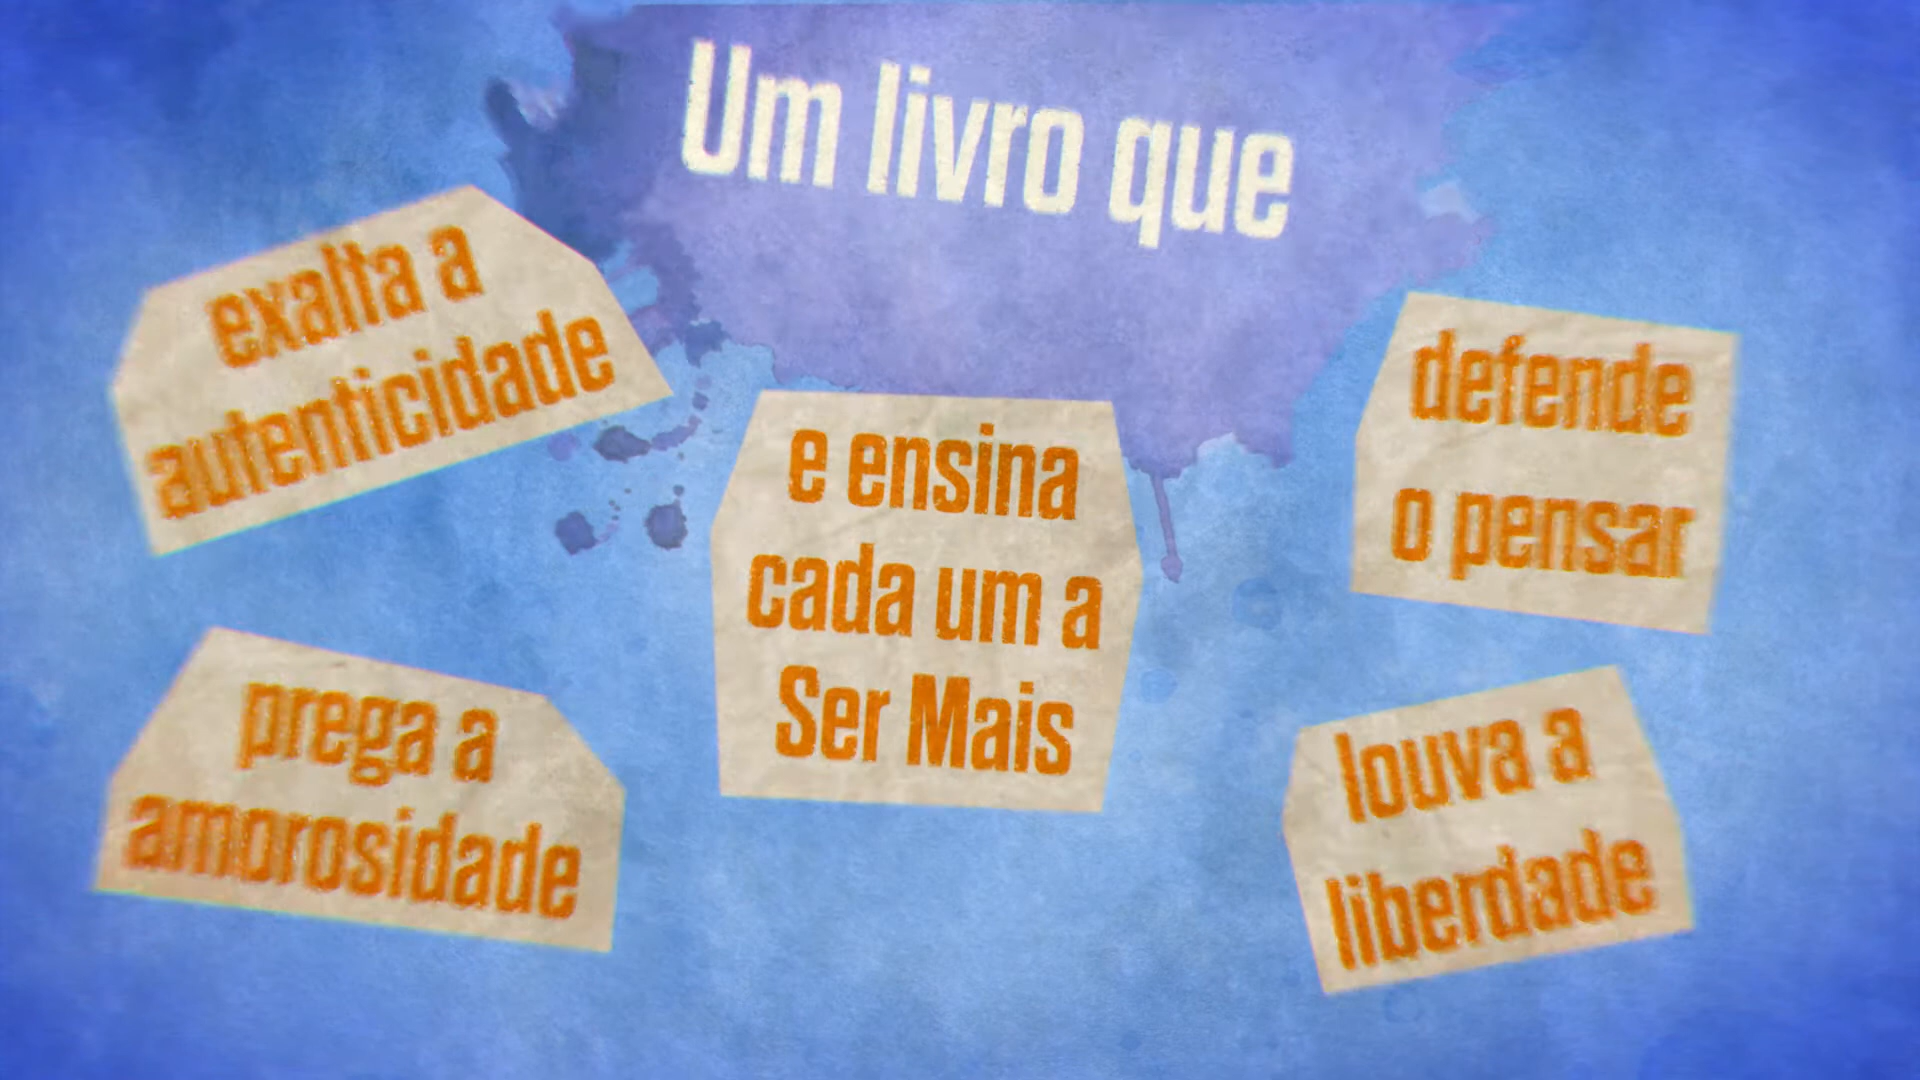 Um livro que
exalta a
autenticidade
prega a
amorosidade
defende
o pensar
louva a
liberdade
e ensina
cada um a
Ser Mais